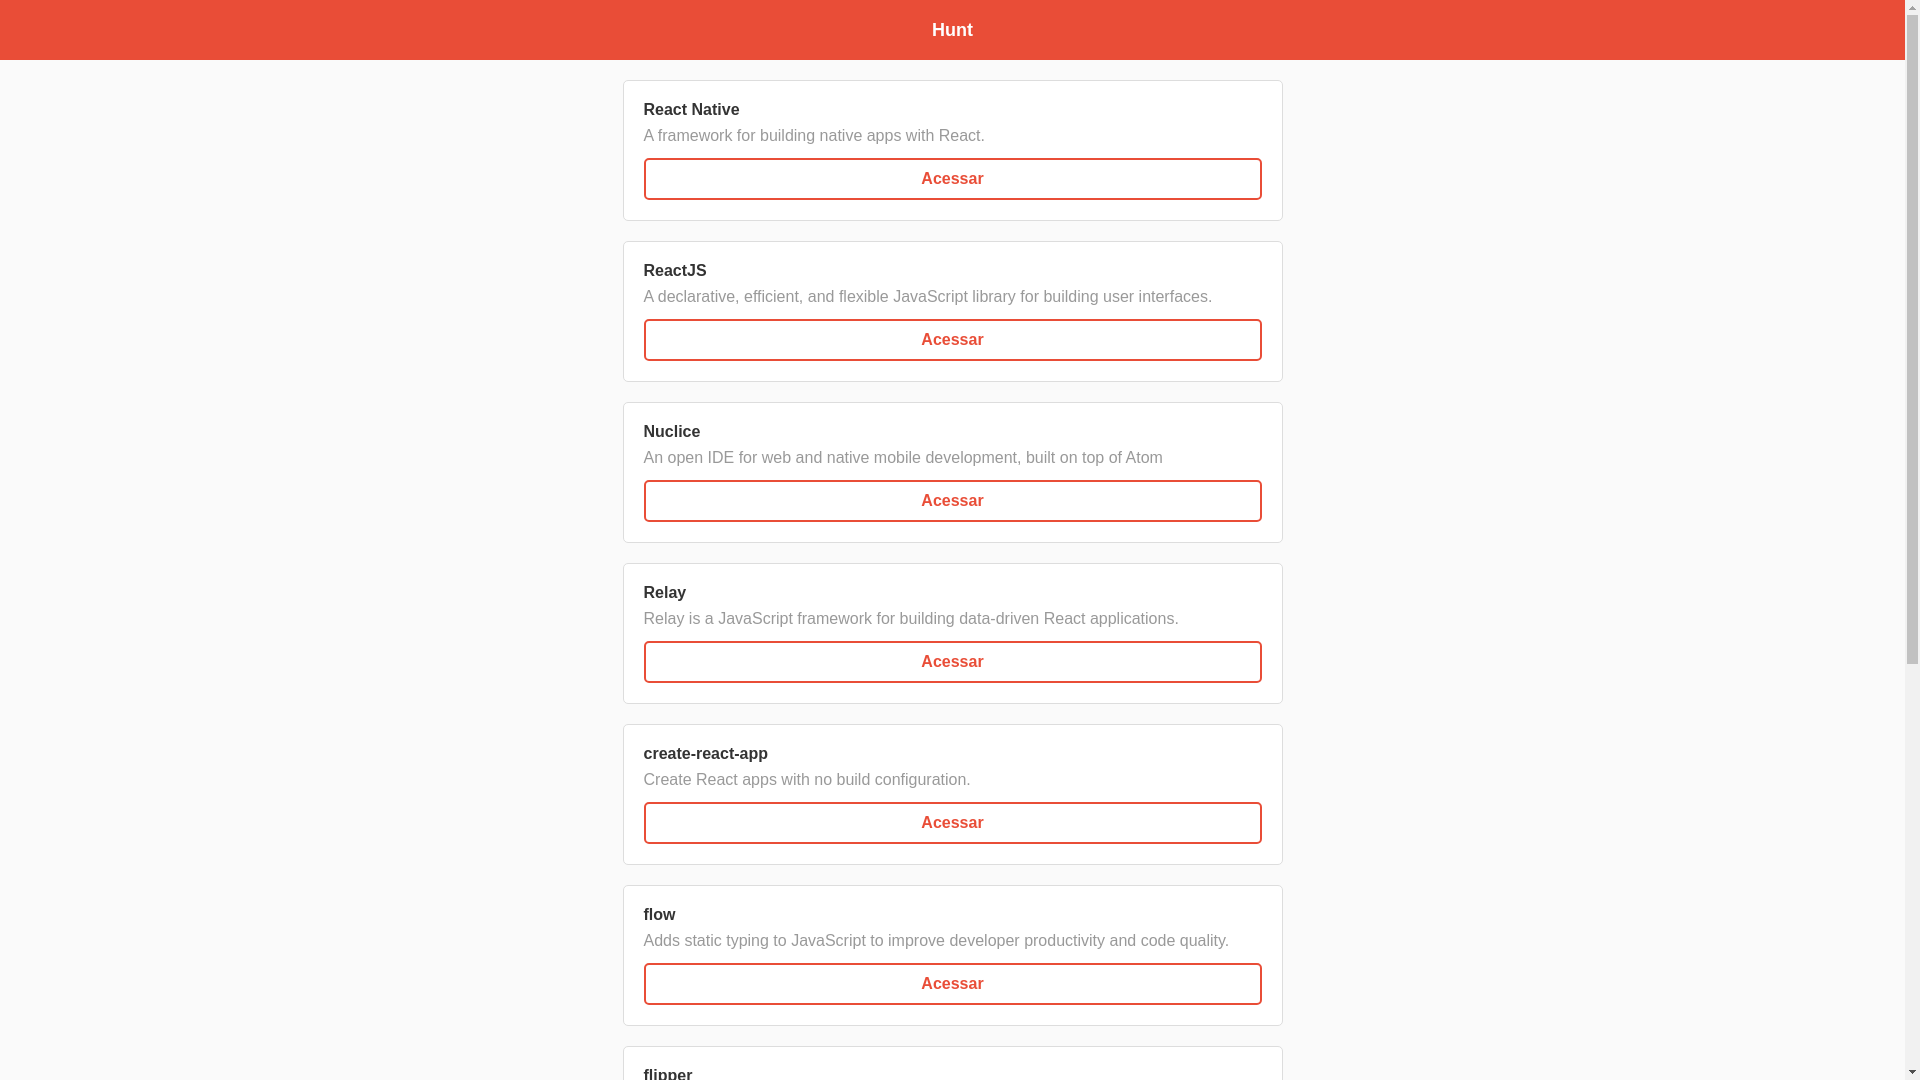 Hunt
React Native
A framework for building native apps with React.
Acessar
ReactJS
A declarative, efficient, and flexible JavaScript library for building user interfaces.
Acessar
Nuclice
An open IDE for web and native mobile development, built on top of Atom
Acessar
Relay
Relay is a JavaScript framework for building data-driven React applications.
Acessar
create-react-app
Create React apps with no build configuration.
Acessar
flow
Adds static typing to JavaScript to improve developer productivity and code quality.
Acessar
flipper